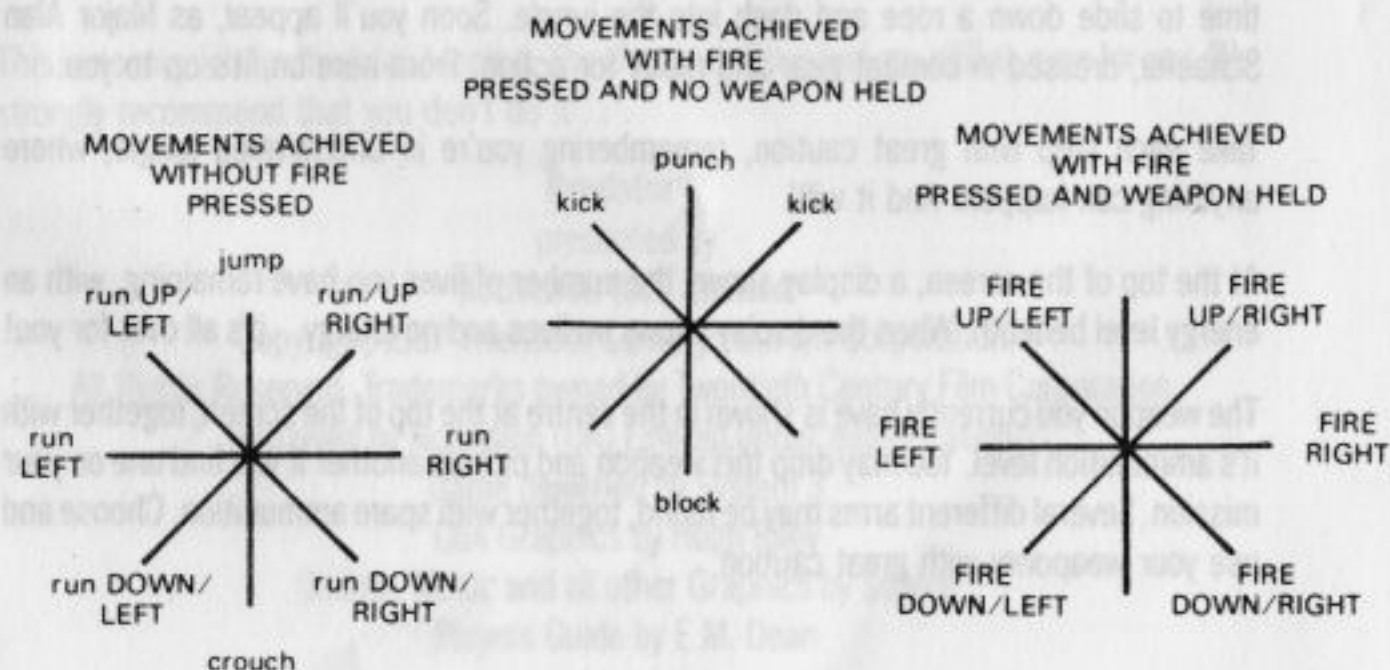 MOVEMENTS ACHIEVED
WITH FIRE
PRESSED AND NO WEAPON HELD
punch
kick
kick
block
MOVEMENTS ACHIEVED
WITHOUT FIRE
PRESSED
jump
run UP/
LEFT
run/UP
RIGHT
run
LEFT
run
RIGHT
run DOWN/
LEFT
run DOWN/
RIGHT
crouch
MOVEMENTS ACHIEVED
WITH FIRE
PRESSED AND WEAPON HELD
FIRE
UP/LEFT
FIRE
UP/RIGHT
FIRE
LEFT
FIRE
RIGHT
FIRE
DOWN/LEFT
FIRE
DOWN/RIGHT